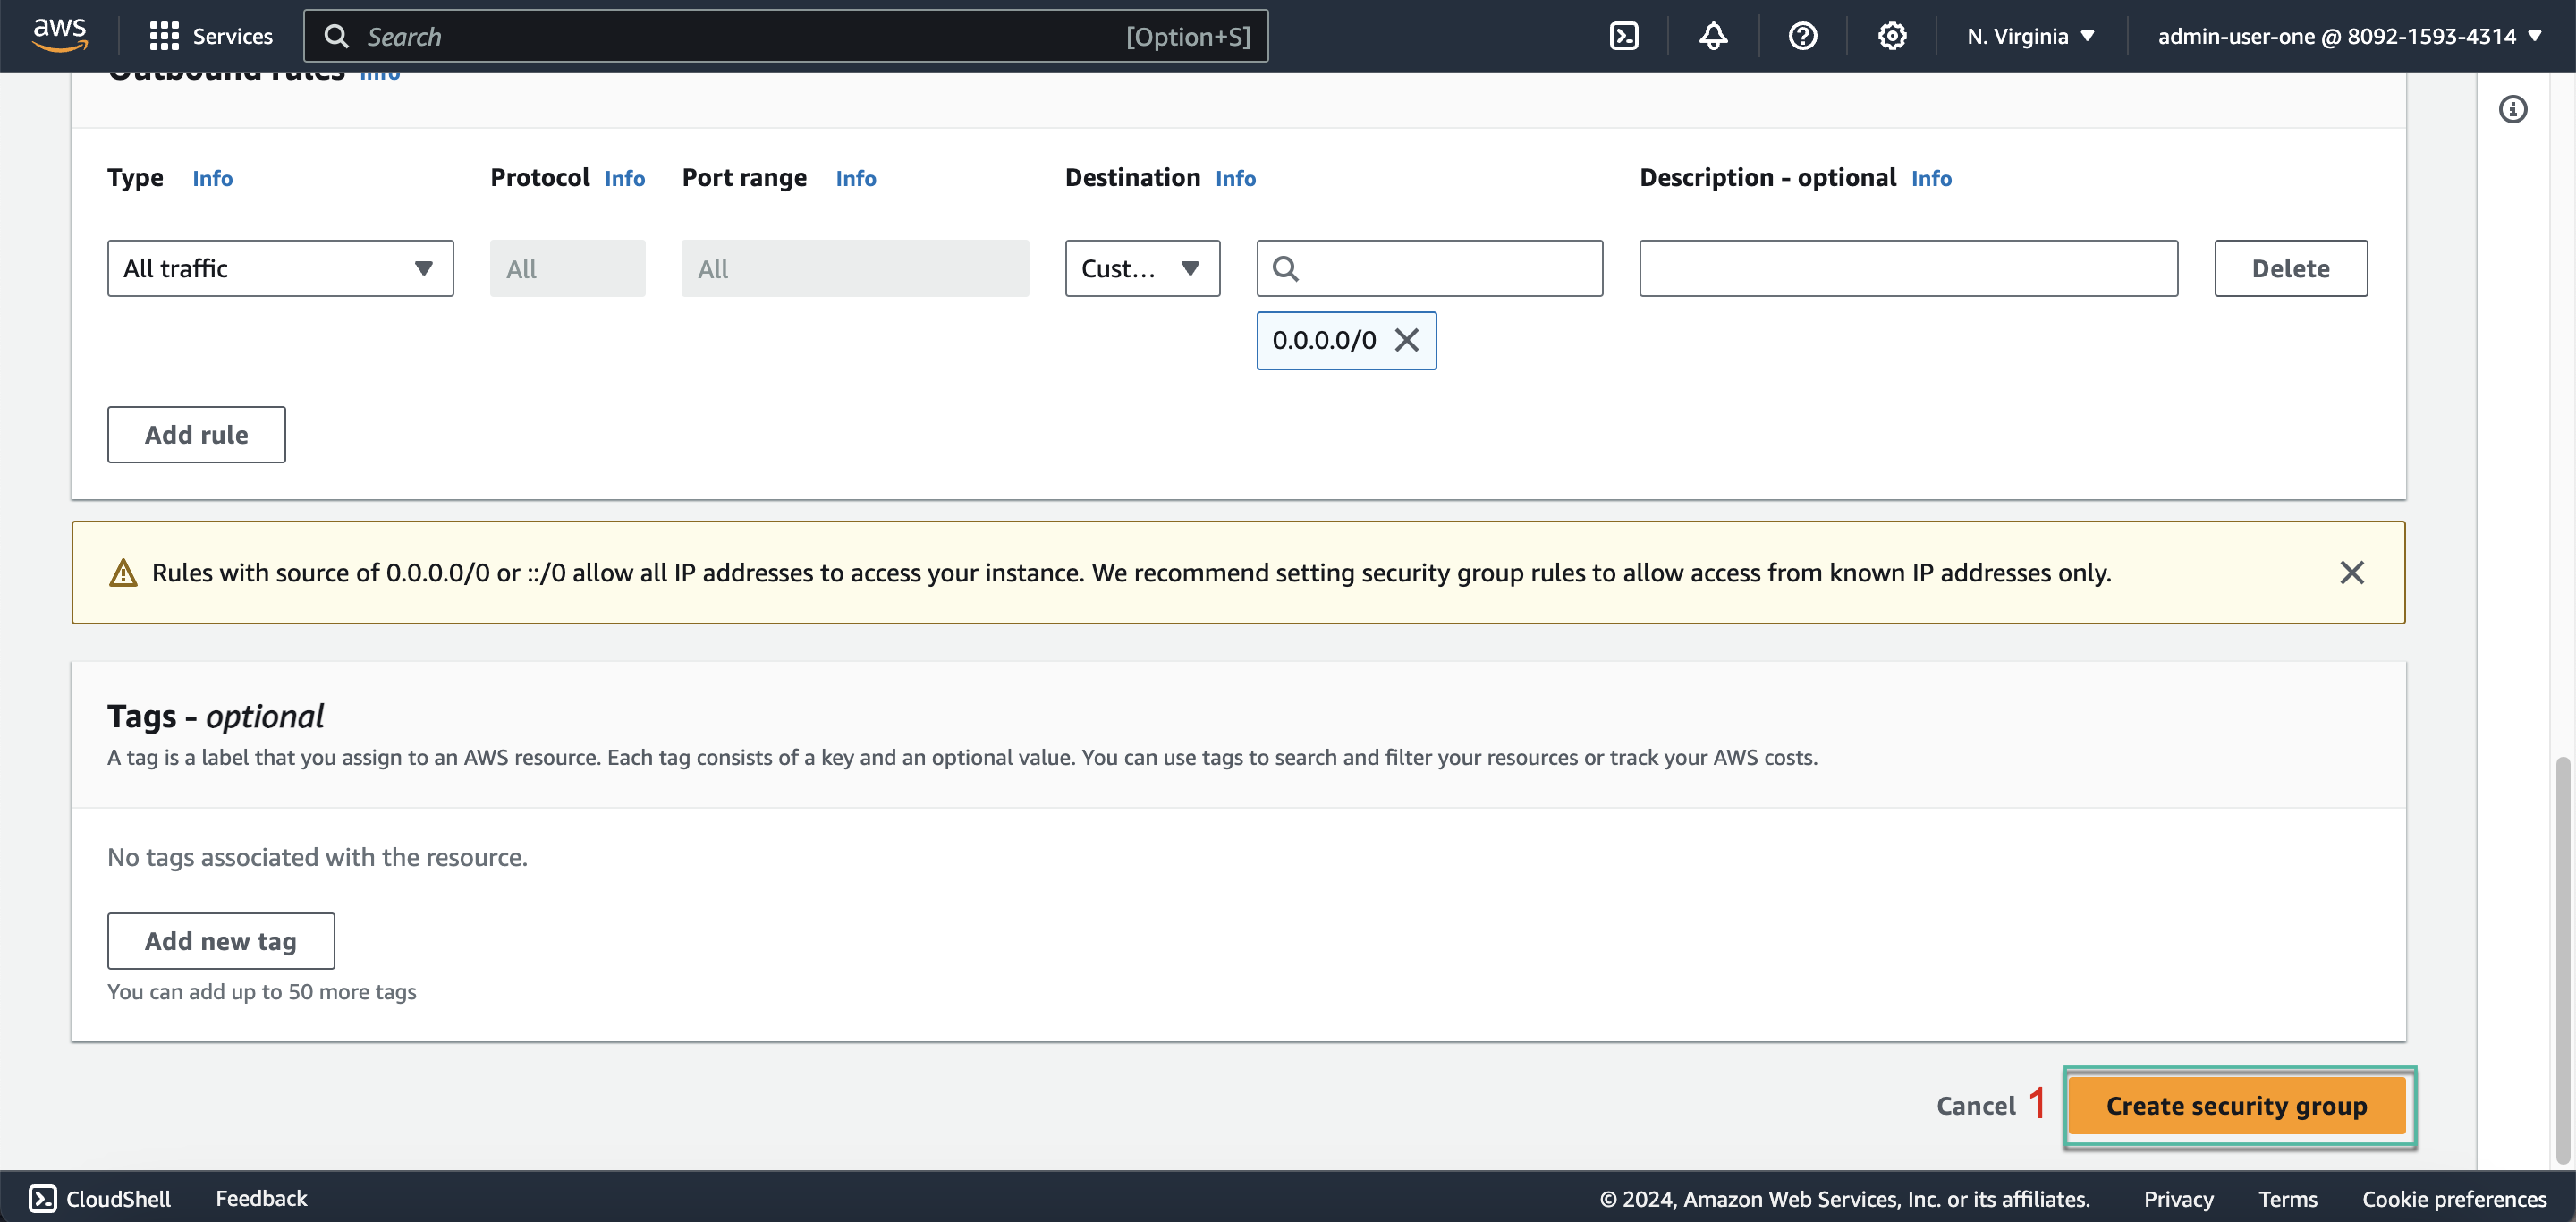 aws Services Search [Option+S] N. Virginia admin-user-one @ 8092-1593-4314
Outbound rules Info
Type Info Protocol Info Port range Info Destination Info Description - optional Info
All traffic All All Cust... Delete
0.0.0.0/0
Add rule
Rules with source of 0.0.0.0/0 or ::/0 allow all IP addresses to access your instance. We recommend setting security group rules to allow access from known IP addresses only.
Tags - optional
A tag is a label that you assign to an AWS resource. Each tag consists of a key and an optional value. You can use tags to search and filter your resources or track your AWS costs.
No tags associated with the resource.
Add new tag
You can add up to 50 more tags
Cancel 1 Create security group
CloudShell Feedback © 2024, Amazon Web Services, Inc. or its affiliates. Privacy Terms Cookie preferences